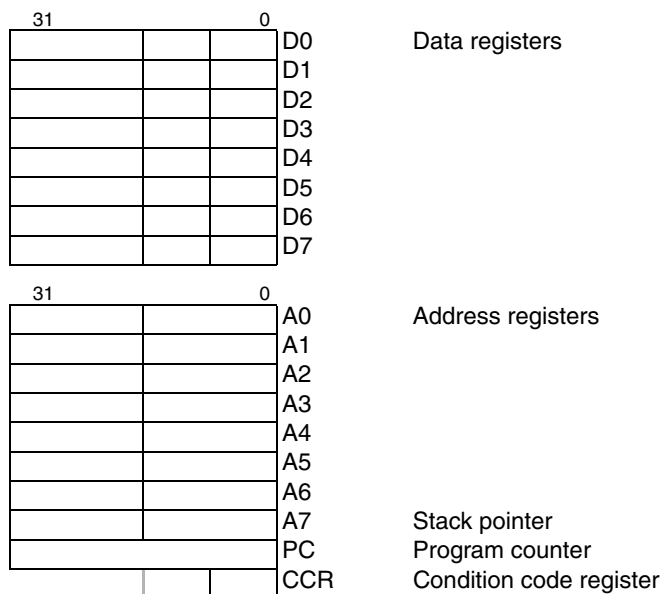 31 0
D0 Data registers
D1
D2
D3
D4
D5
D6
D7
31 0
A0 Address registers
A1
A2
A3
A4
A5
A6
A7 Stack pointer
PC Program counter
CCR Condition code register